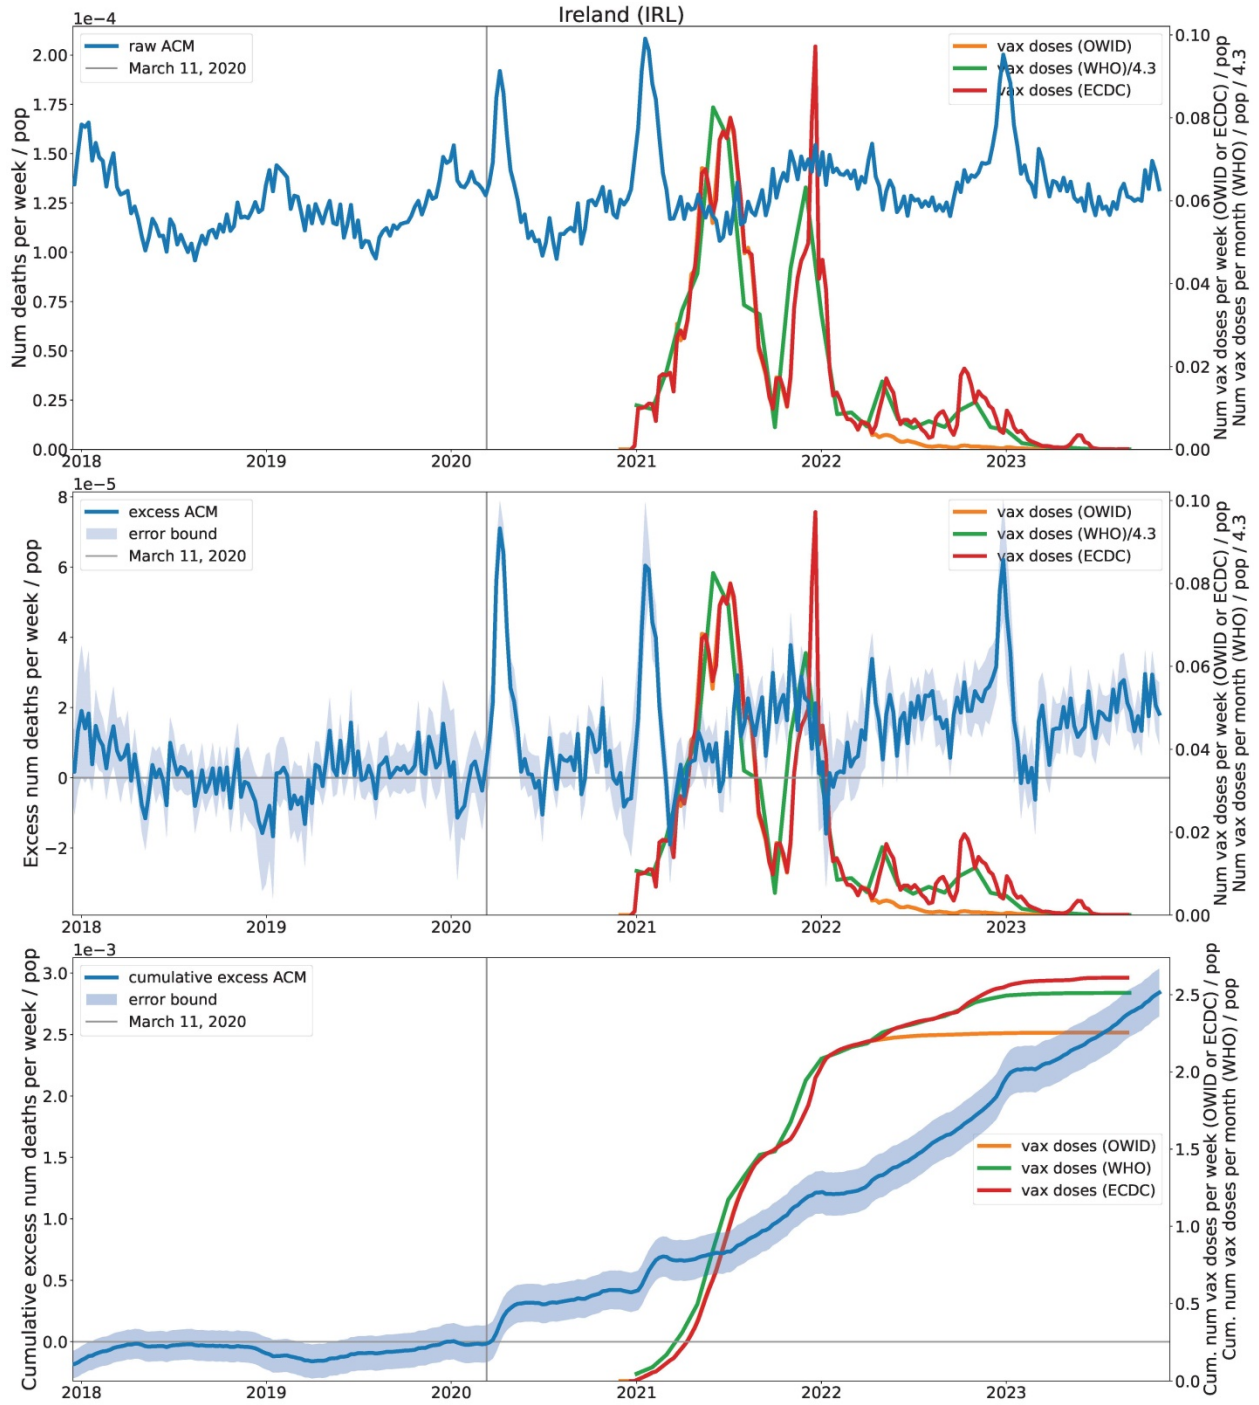 Ireland (IRL)
1e−4
raw ACM
March 11, 2020
vax doses (OWID)
vax doses (WHO)/4.3
vax doses (ECDC)
Num deaths per week / pop
2.00
1.75
1.50
1.25
1.00
0.75
0.50
0.25
0.00
0.10
0.08
0.06
0.04
0.02
0.00
Num vax doses per week (OWID or ECDC) / pop
Num vax doses per month (WHO) / pop / 4.3
2018 2019 2020 2021 2022 2023
1e−5
excess ACM
error bound
March 11, 2020
vax doses (OWID)
vax doses (WHO)/4.3
vax doses (ECDC)
Excess num deaths per week / pop
8
6
4
2
0
−2
0.10
0.08
0.06
0.04
0.02
0.00
Num vax doses per week (OWID or ECDC) / pop
Num vax doses per month (WHO) / pop / 4.3
2018 2019 2020 2021 2022 2023
1e−3
cumulative excess ACM
error bound
March 11, 2020
Cumulative excess num deaths per week / pop
3.0
2.5
2.0
1.5
1.0
0.5
0.0
vax doses (OWID)
vax doses (WHO)
vax doses (ECDC)
2.5
2.0
1.5
1.0
0.5
0.0
Cum. num vax doses per week (OWID or ECDC) / pop
Cum. num vax doses per month (WHO) / pop
2018 2019 2020 2021 2022 2023